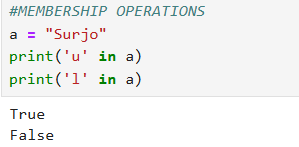 #MEMBERSHIP OPERATIONS
a = "Surjo"
print('u' in a)
print('l' in a)
True
False